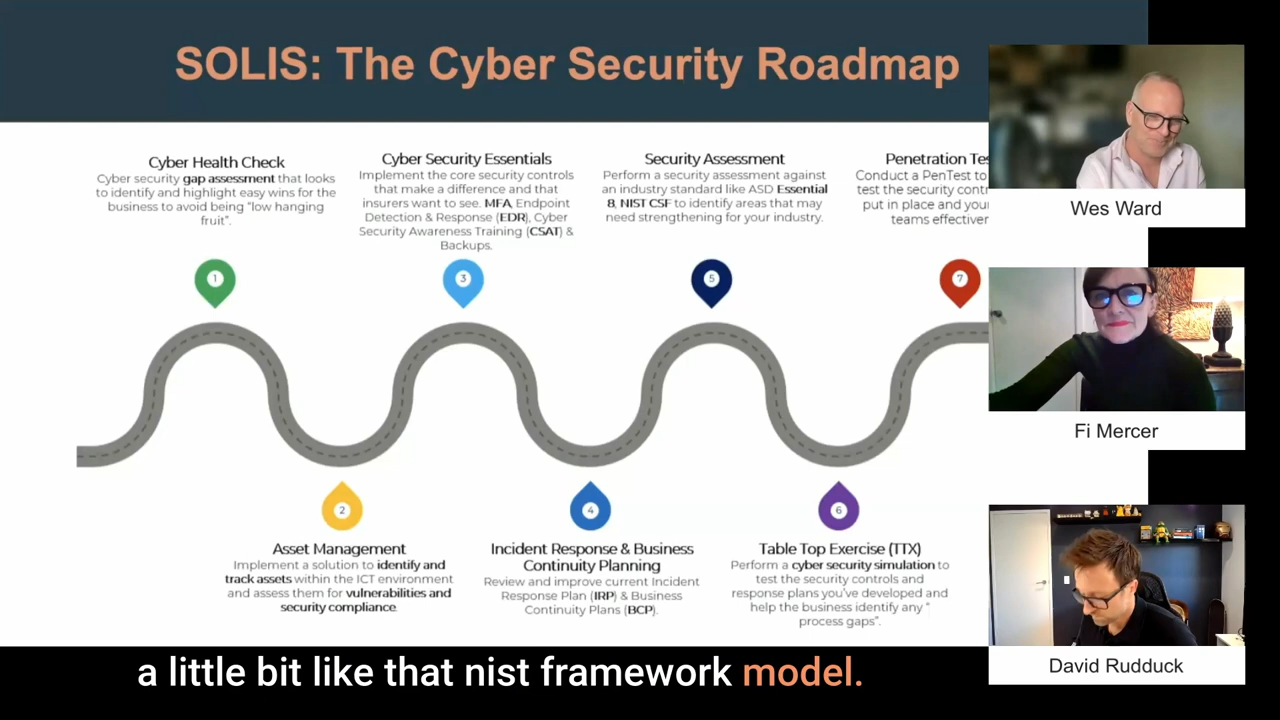 SOLIS: The Cyber Security Roadmap
Cyber Health Check
Cyber security gap assessment that looks
to identify and highlight easy wins for the
business to avoid being "low hanging
fruit".
Cyber Security Essentials
Implement the core security controls
that make a difference and that
insurers want to see. MFA, Endpoint
Detection & Response (EDR), Cyber
Security Awareness Training (CSAT) &
Backups.
Security Assessment
Perform a security assessment against
an industry standard like ASD Essential
8, NIST CSF to identify areas that may
need strengthening for your industry.
Penetration
Conduct a PenTest to
test the security
put in place and
teams
1
3
5
7
2
4
6
Asset Management
Implement a solution to identify and
track assets within the ICT environment
and assess them for vulnerabilities and
security compliance.
Incident Response & Business
Continuity Planning
Review and improve current Incident
Response Plan (IRP) & Business
Continuity Plans (BCP).
Table Top Exercise (TTX)
Perform a cyber security simulation to
test the security controls and
response plans you've developed and
help the business identify any "
process gaps".
Wes Ward
Fi Mercer
David Rudduck
a little bit like that nist framework model.